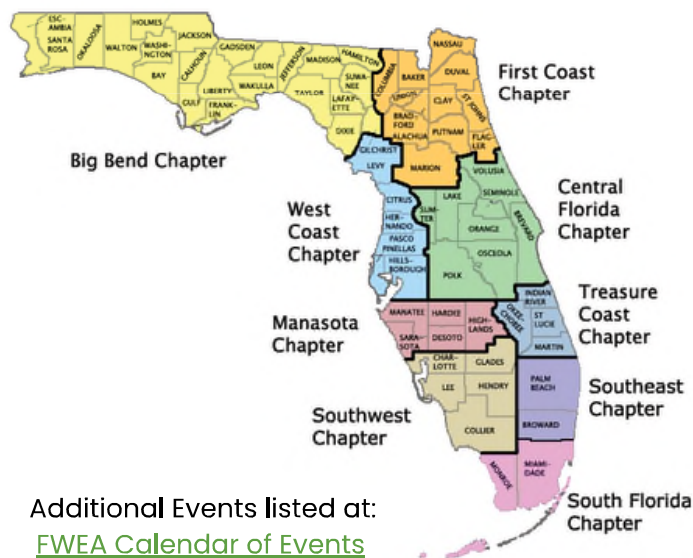 ESC-
AMBIA
SANTA
ROSA
OKALOOSA
WALTON
HOLMES
WASHI-
NGTON
JACKSON
BAY
CALHOUN
GULF
GADSDEN
LIBERTY
FRANK-
LIN
LEON
WAKULLA
JEFFERSON
MADISON
TAYLOR
HAMILTON
SUWA-
NEE
LAFAY-
ETTE
DIXIE
Big Bend Chapter
NASSAU
COLUMBIA
BAKER
DUVAL
UNION
CLAY
ST JOHNS
BRAD-
FORD
ALACHUA
PUTNAM
FLAG-
LER
MARION
First Coast
Chapter
GILCHRIST
LEVY
CITRUS
HER-
NANDO
PASCO
PINELLAS
HILLS-
BOROUGH
West
Coast
Chapter
VOLUSIA
LAKE
SEMINOLE
SUM-
TER
ORANGE
BREVARD
OSCEOLA
POLK
Central
Florida
Chapter
MANATEE
HARDEE
HIGH-
LANDS
SARA-
SOTA
DESOTO
Manasota
Chapter
INDIAN
RIVER
OKEE-
CHOBEE
ST
LUCIE
MARTIN
Treasure
Coast
Chapter
CHAR-
LOTTE
GLADES
LEE
HENDRY
COLLIER
Southwest
Chapter
PALM
BEACH
BROWARD
Southeast
Chapter
MONROE
MIAMI-
DADE
South Florida
Chapter
Additional Events listed at:
FWEA Calendar of Events